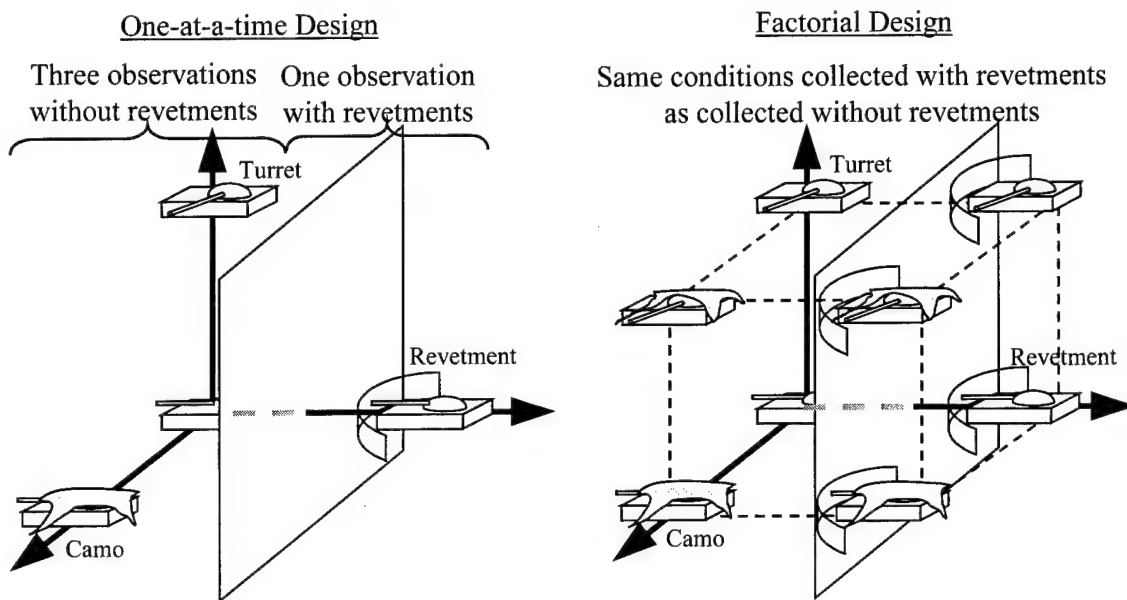 One-at-a-time Design
Three observations
without revetments
One observation
with revetments
Turret
Revetment
Camo
Factorial Design
Same conditions collected with revetments
as collected without revetments
Turret
Revetment
Camo